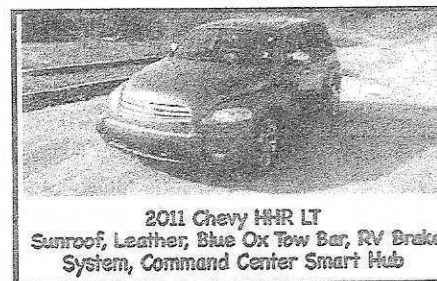 2011 Chevy HHR LT
Sunroof, Leather, Blue Ox Tow Bar, RV Brake
System, Command Center Smart Hub